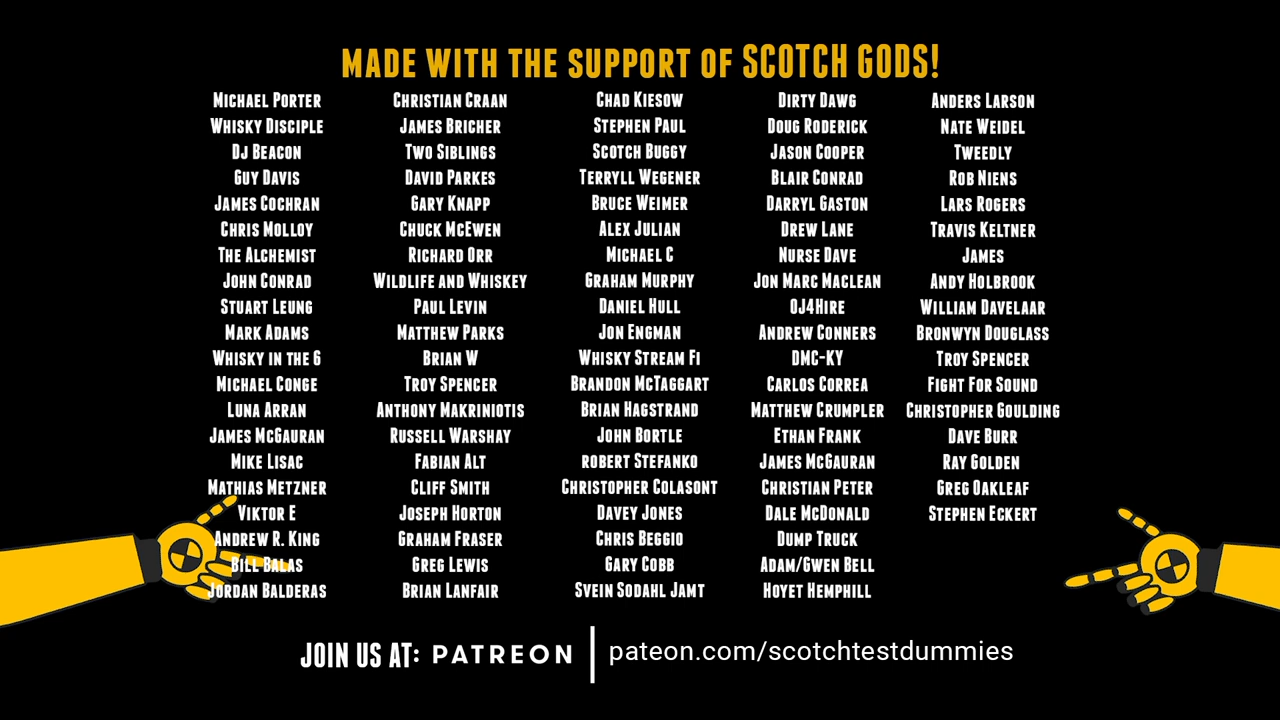 MADE WITH THE SUPPORT OF SCOTCH GODS!
MICHAEL PORTER
WHISKY DISCIPLE
DJ BEACON
GUY DAVIS
JAMES COCHRAN
CHRIS MOLLOY
THE ALCHEMIST
JOHN CONRAD
STUART LEUNG
MARK ADAMS
WHISKY IN THE 6
MICHAEL CONGE
LUNA ARRAN
JAMES MCGAURAN
MIKE LISAC
MATHIAS METZNER
VIKTOR E
ANDREW R. KING
BILL BALAS
JORDAN BALDERAS
CHRISTIAN CRAAN
JAMES BRICHER
TWO SIBLINGS
DAVID PARKES
GARY KNAPP
CHUCK MCEWEN
RICHARD ORR
WILDLIFE AND WHISKEY
PAUL LEVIN
MATTHEW PARKS
BRIAN W
TROY SPENCER
ANTHONY MAKRINIOTIS
RUSSELL WARSHAY
FABIAN ALT
CLIFF SMITH
JOSEPH HORTON
GRAHAM FRASER
GREG LEWIS
BRIAN LANFAIR
CHAD KIESOW
STEPHEN PAUL
SCOTCH BUGGY
TERRYLL WEGENER
BRUCE WEIMER
ALEX JULIAN
MICHAEL C
GRAHAM MURPHY
DANIEL HULL
JON ENGMAN
WHISKY STREAM FI
BRANDON MCTAGGART
BRIAN HAGSTRAND
JOHN BORTLE
ROBERT STEFANKO
CHRISTOPHER COLASONT
DAVEY JONES
CHRIS BEGGIO
GARY COBB
SVEIN SODAHL JAMT
DIRTY DAWG
DOUG RODERICK
JASON COOPER
BLAIR CONRAD
DARRYL GASTON
DREW LANE
NURSE DAVE
JON MARC MACLEAN
OJ4HIRE
ANDREW CONNERS
DMC-KY
CARLOS CORREA
MATTHEW CRUMPLER
ETHAN FRANK
JAMES MCGAURAN
CHRISTIAN PETER
DALE MCDONALD
DUMP TRUCK
ADAM/GWEN BELL
HOYET HEMPHILL
ANDERS LARSON
NATE WEIDEL
TWEEDLY
ROB NIENS
LARS ROGERS
TRAVIS KELTNER
JAMES
ANDY HOLBROOK
WILLIAM DAVELAAR
BRONWYN DOUGLASS
TROY SPENCER
FIGHT FOR SOUND
CHRISTOPHER GOULDING
DAVE BURR
RAY GOLDEN
GREG OAKLEAF
STEPHEN ECKERT
JOIN US AT: PATREON | pateon.com/scotchtestdummies